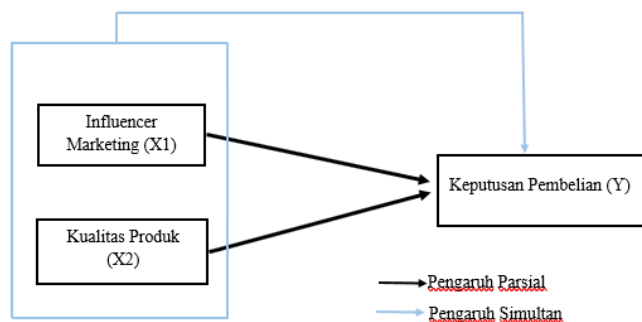 Influencer
Marketing (X1)
Keputusan Pembelian (Y)
Kualitas Produk
(X2)
Pengaruh Parsial
Pengaruh Simultan